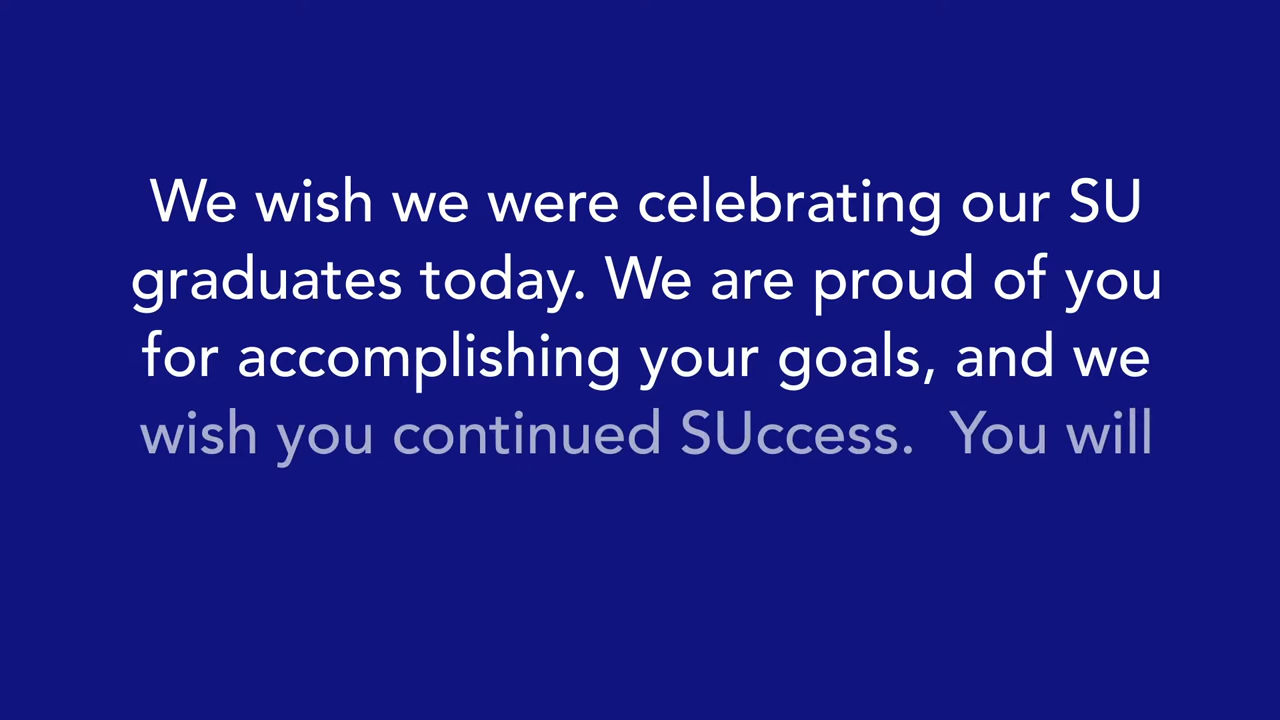 We wish we were celebrating our SU
graduates today. We are proud of you
for accomplishing your goals, and we
wish you continued SUccess.  You will